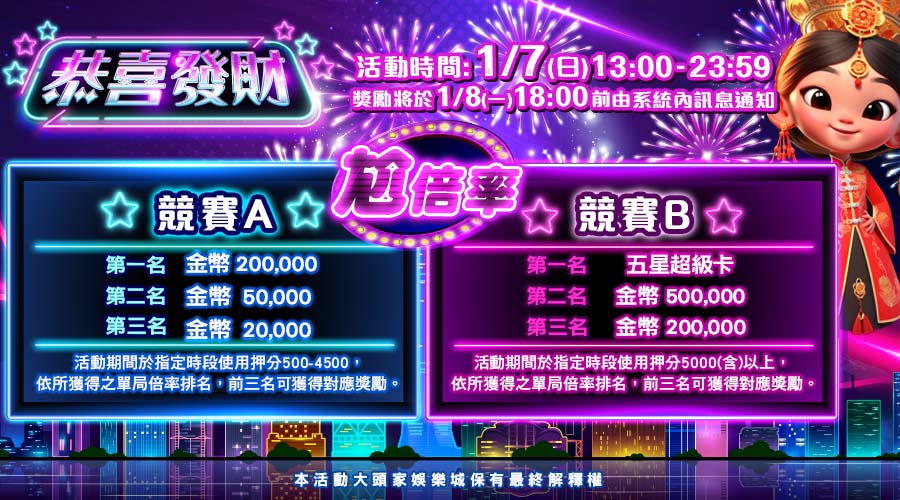 恭喜發財
活動時間: 1/7(日)13:00-23:59
獎勵將於1/8(一)18:00前由系統內訊息通知
尬倍率
競賽A
第一名 金幣 200,000
第二名 金幣 50,000
第三名 金幣 20,000
活動期間於指定時段使用押分500-4500，
依所獲得之單局倍率排名，前三名可獲得對應獎勵。
競賽B
第一名 五星超級卡
第二名 金幣 500,000
第三名 金幣 200,000
活動期間於指定時段使用押分5000(含)以上，
依所獲得之單局倍率排名，前三名可獲得對應獎勵。
本活動大頭家娛樂城保有最終解釋權